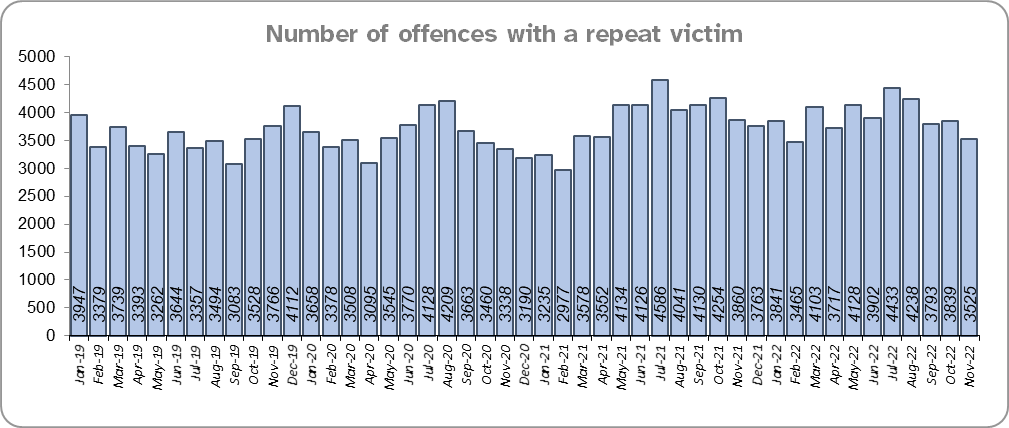 Number of offences with a repeat victim
5000
4500
4000
3500
3000
2500
2000
1500
1000
500
0
3947
3379
3739
3393
3262
3644
3357
3494
3083
3528
3766
4112
3658
3378
3508
3095
3545
3770
4128
4209
3663
3460
3338
3190
3235
2977
3578
3552
4134
4126
4586
4041
4130
4254
3860
3763
3841
3465
4103
3717
4128
3902
4433
4238
3793
3839
3525
Jan-19
Feb-19
Mar-19
Apr-19
May-19
Jun-19
Jul-19
Aug-19
Sep-19
Oct-19
Nov-19
Dec-19
Jan-20
Feb-20
Mar-20
Apr-20
May-20
Jun-20
Jul-20
Aug-20
Sep-20
Oct-20
Nov-20
Dec-20
Jan-21
Feb-21
Mar-21
Apr-21
May-21
Jun-21
Jul-21
Aug-21
Sep-21
Oct-21
Nov-21
Dec-21
Jan-22
Feb-22
Mar-22
Apr-22
May-22
Jun-22
Jul-22
Aug-22
Sep-22
Oct-22
Nov-22